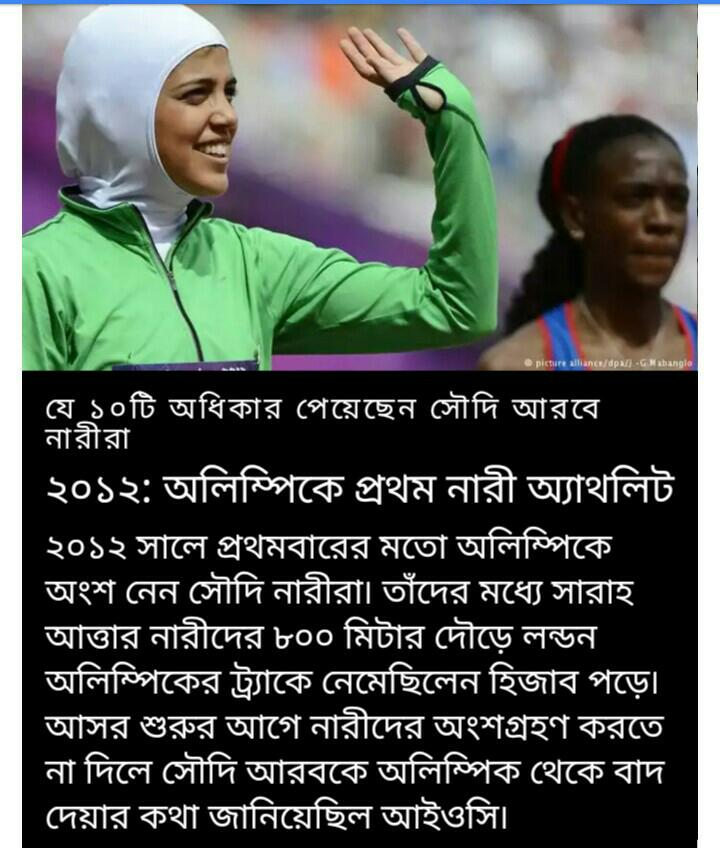 © picture alliance/dpa/J.-G.Mabanglo
যে ১০টি অধিকার পেয়েছেন সৌদি আরবে
নারীরা
২০১২: অলিম্পিকে প্রথম নারী অ্যাথলিট
২০১২ সালে প্রথমবারের মতো অলিম্পিকে
অংশ নেন সৌদি নারীরা। তাঁদের মধ্যে সারাহ
আত্তার নারীদের ৮০০ মিটার দৌড়ে লন্ডন
অলিম্পিকের ট্র্যাকে নেমেছিলেন হিজাব পড়ে।
আসর শুরুর আগে নারীদের অংশগ্রহণ করতে
না দিলে সৌদি আরবকে অলিম্পিক থেকে বাদ
দেয়ার কথা জানিয়েছিল আইওসি।